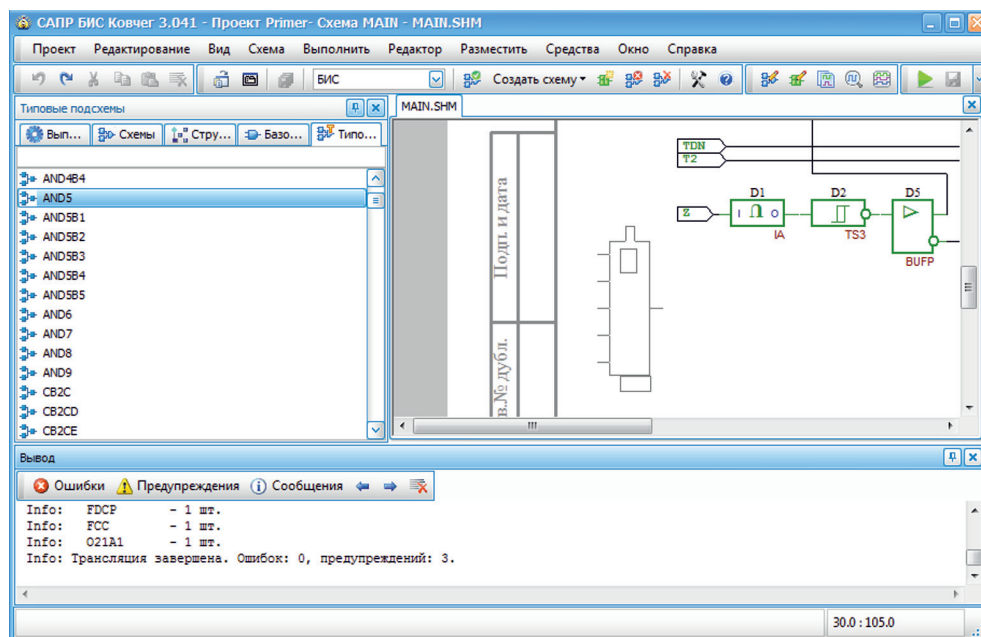 САПР БИС Ковчег 3.041 - Проект Primer- Схема MAIN - MAIN.SHM
Проект Редактирование Вид Схема Выполнить Редактор Разместить Средства Окно Справка
БИС Создать схему
Типовые подсхемы
MAIN.SHM
Вып... Схемы Стру... Базо... Типо...
AND4B4
AND5
AND5B1
AND5B2
AND5B3
AND5B4
AND5B5
AND6
AND7
AND8
AND9
CB2C
CB2CD
CB2CE
Подп. и дата
в.№ дубл.
TDN
T2
D1 D2 D5
Z I O
IA TS3
BUFP
Вывод
Ошибки Предупреждения Сообщения
Info: FDCP - 1 шт.
Info: FCC - 1 шт.
Info: O21A1 - 1 шт.
Info: Трансляция завершена. Ошибок: 0, предупреждений: 3.
30.0 : 105.0